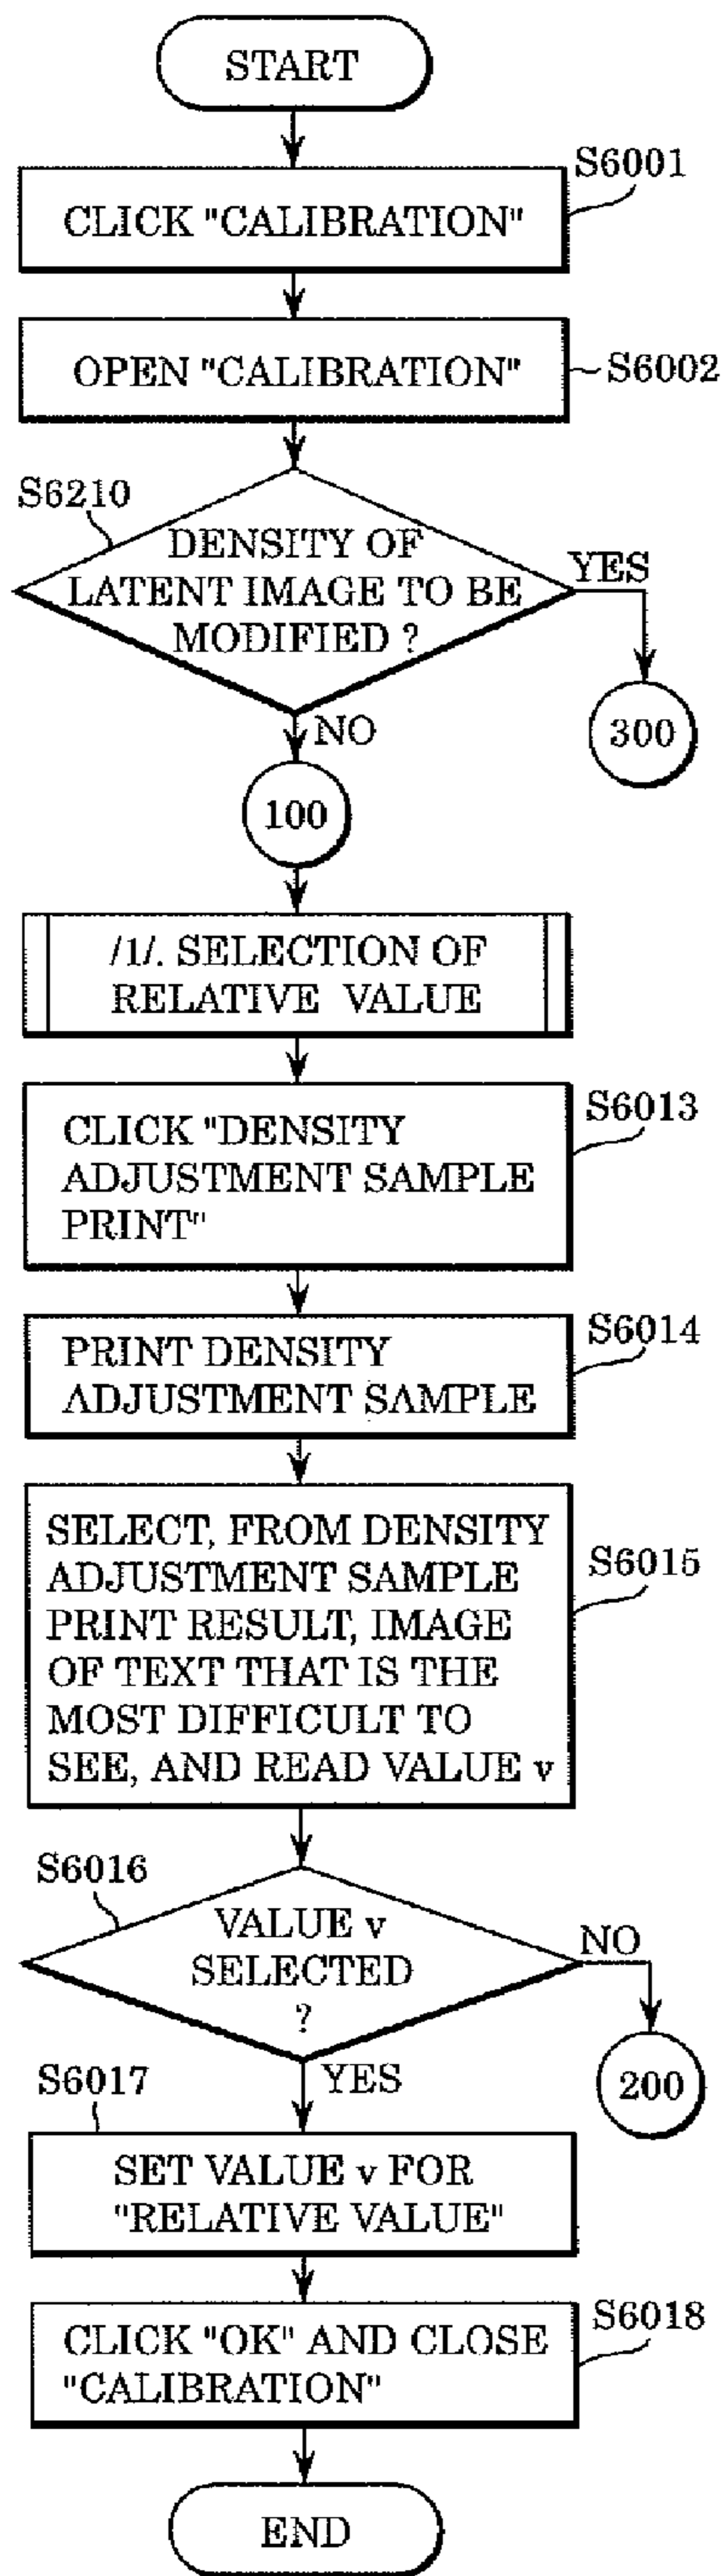 START
S6001
CLICK "CALIBRATION"
OPEN "CALIBRATION"
S6002
S6210
DENSITY OF
LATENT IMAGE TO BE
MODIFIED ?
YES
300
NO
100
/1/. SELECTION OF
RELATIVE VALUE
S6013
CLICK "DENSITY
ADJUSTMENT SAMPLE
PRINT"
S6014
PRINT DENSITY
ADJUSTMENT SAMPLE
S6015
SELECT, FROM DENSITY
ADJUSTMENT SAMPLE
PRINT RESULT, IMAGE
OF TEXT THAT IS THE
MOST DIFFICULT TO
SEE, AND READ VALUE v
S6016
VALUE v
SELECTED
?
NO
200
YES
S6017
SET VALUE v FOR
"RELATIVE VALUE"
S6018
CLICK "OK" AND CLOSE
"CALIBRATION"
END